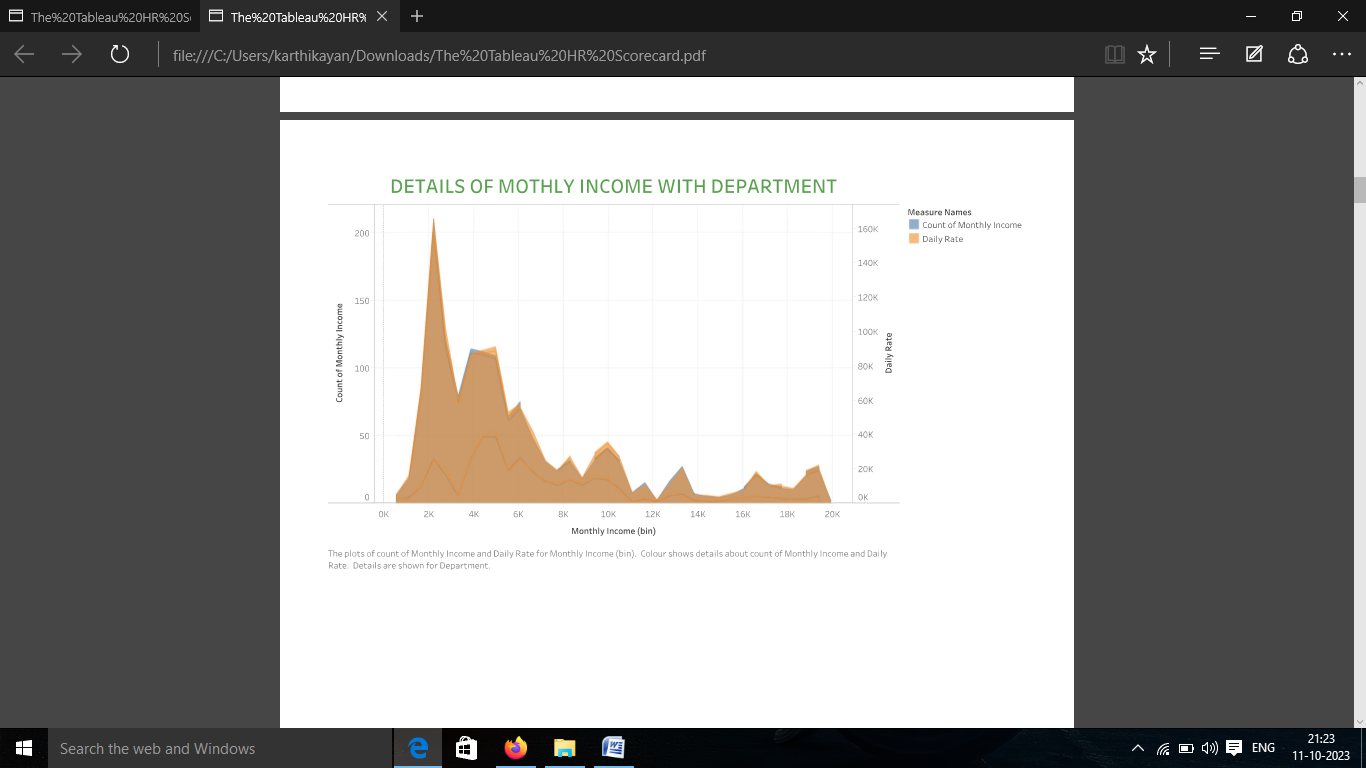 The%20Tableau%20HR%20S
The%20Tableau%20HR%
file:///C:/Users/karthikayan/Downloads/The%20Tableau%20HR%20Scorecard.pdf
DETAILS OF MOTHLY INCOME WITH DEPARTMENT
Measure Names
Count of Monthly Income
Daily Rate
Count of Monthly Income
200
150
100
50
0
160K
140K
120K
100K
80K
60K
40K
20K
0K
Daily Rate
0K 2K 4K 6K 8K 10K 12K 14K 16K 18K 20K
Monthly Income (bin)
The plots of count of Monthly Income and Daily Rate for Monthly Income (bin). Colour shows details about count of Monthly Income and Daily
Rate. Details are shown for Department.
Search the web and Windows
ENG
21:23
11-10-2023